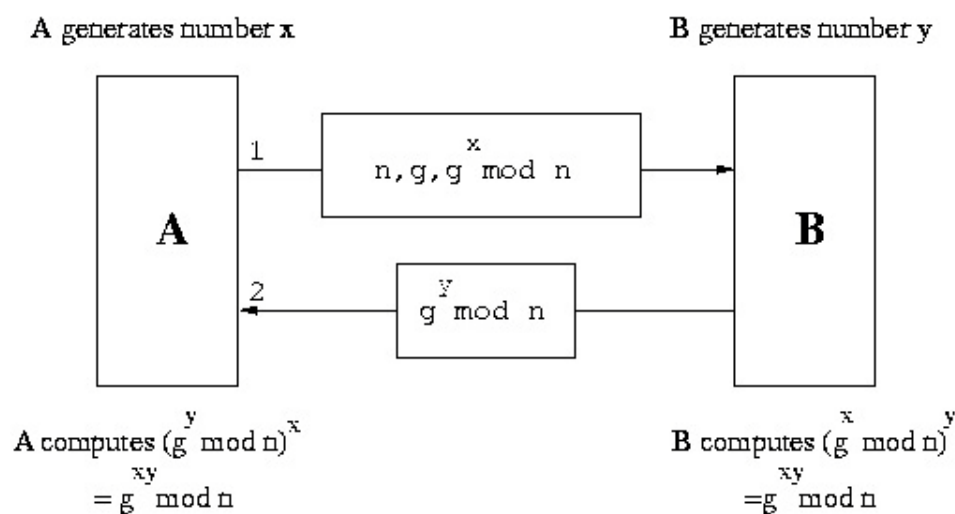 A generates number x
B generates number y
1
n,g,g^x mod n
A
B
2
g^y mod n
A computes (g^y mod n)^x
= g^xy mod n
B computes (g^x mod n)^y
=g^xy mod n